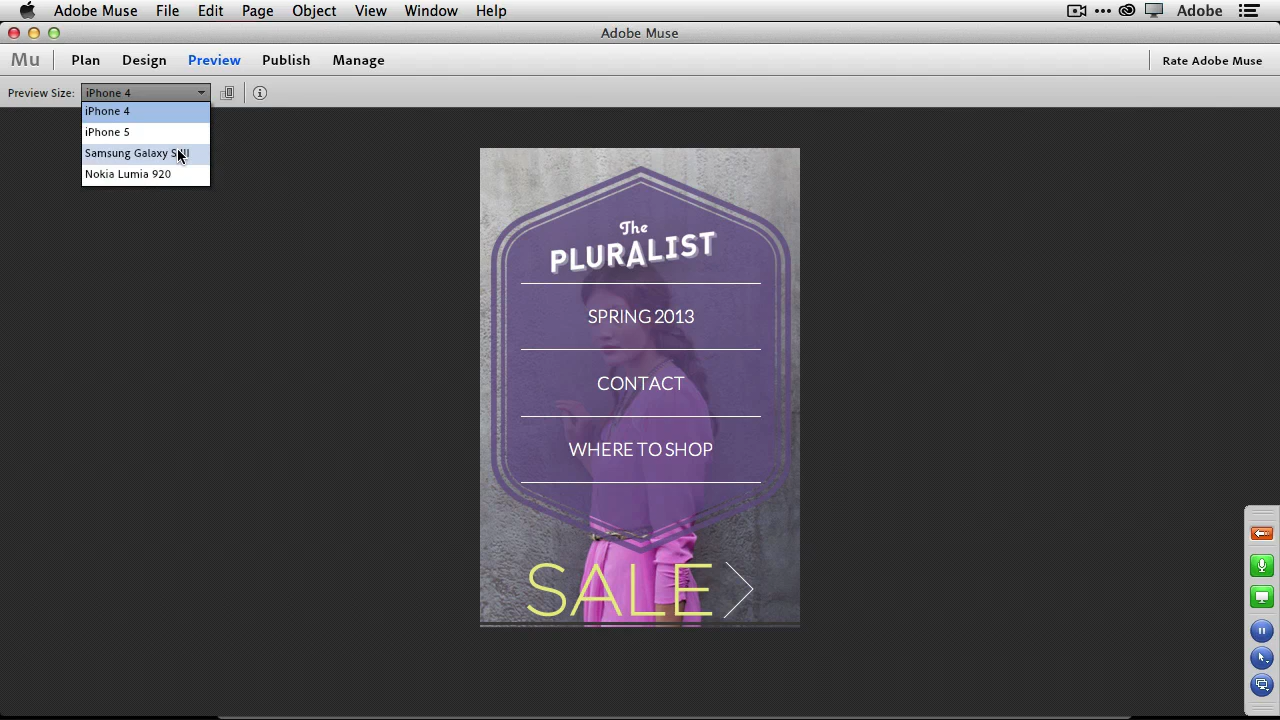 Adobe Muse File Edit Page Object View Window Help Adobe
Adobe Muse
Mu Plan Design Preview Publish Manage Rate Adobe Muse
Preview Size: iPhone 4
iPhone 4
iPhone 5
Samsung Galaxy SIII
Nokia Lumia 920
The
PLURALIST
SPRING 2013
CONTACT
WHERE TO SHOP
SALE